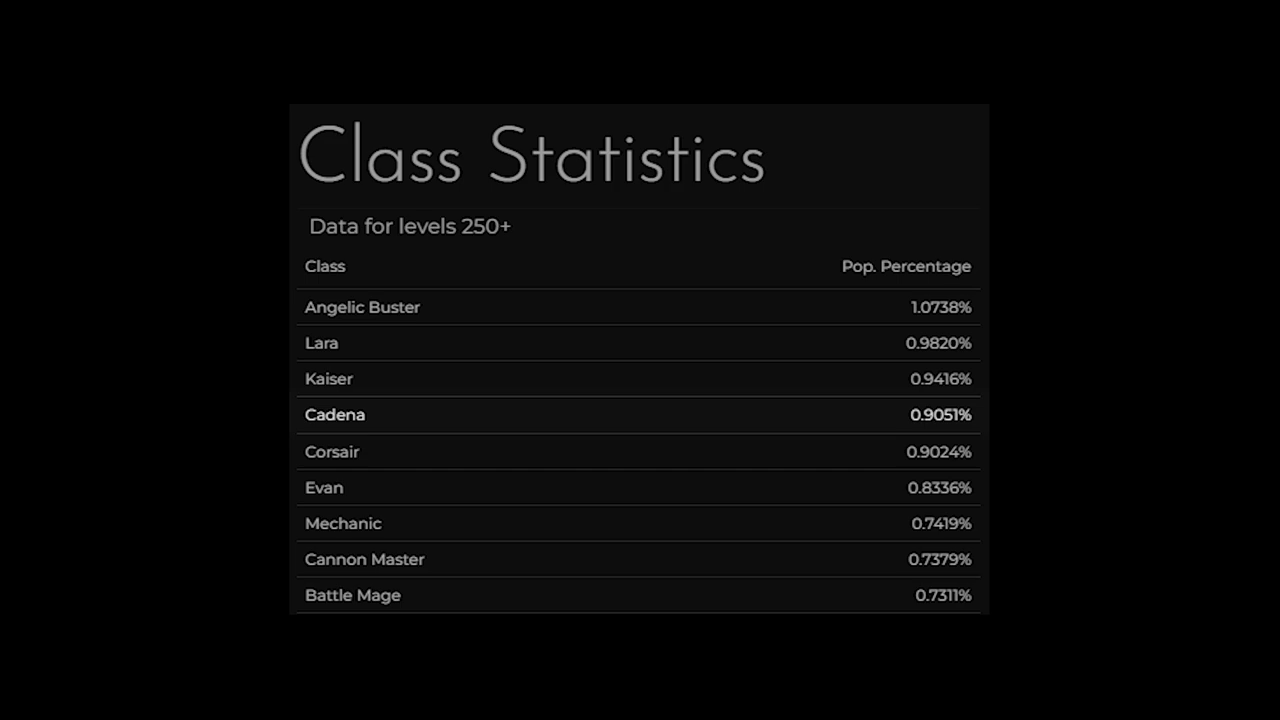 Class Statistics
Data for levels 250+
Class Pop. Percentage
Angelic Buster 1.0738%
Lara 0.9820%
Kaiser 0.9416%
Cadena 0.9051%
Corsair 0.9024%
Evan 0.8336%
Mechanic 0.7419%
Cannon Master 0.7379%
Battle Mage 0.7311%